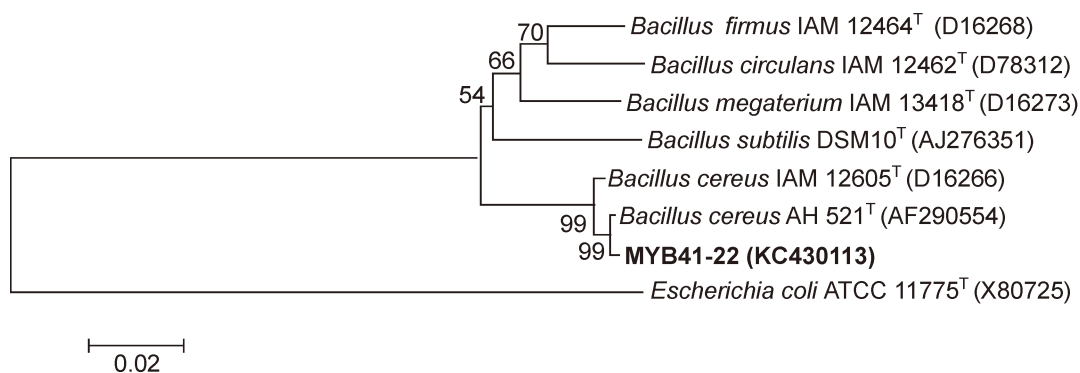 Bacillus firmus IAM 12464T (D16268)
70
Bacillus circulans IAM 12462T (D78312)
66
Bacillus megaterium IAM 13418T (D16273)
54
Bacillus subtilis DSM10T (AJ276351)
Bacillus cereus IAM 12605T (D16266)
Bacillus cereus AH 521T (AF290554)
99
99
MYB41-22 (KC430113)
Escherichia coli ATCC 11775T (X80725)
0.02